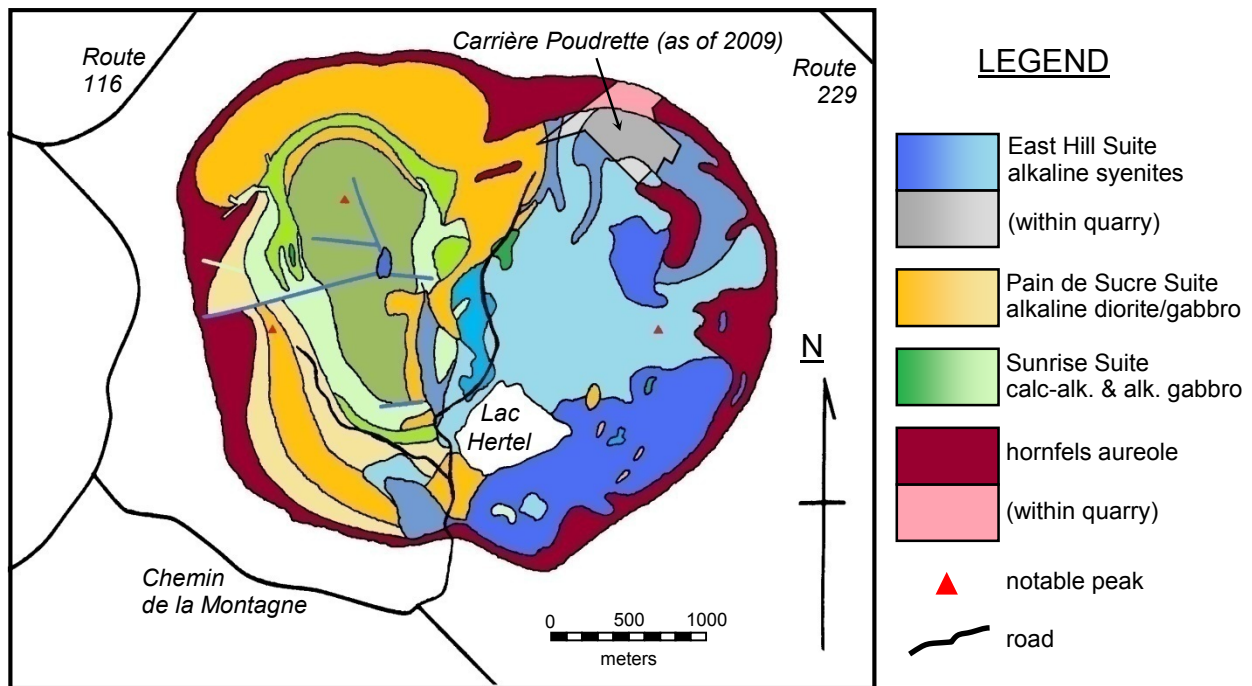 Carrière Poudrette (as of 2009)
Route
116
Route
229
N
Lac
Hertel
Chemin
de la Montagne
0 500 1000
meters
LEGEND
East Hill Suite
alkaline syenites
(within quarry)
Pain de Sucre Suite
alkaline diorite/gabbro
Sunrise Suite
calc-alk. & alk. gabbro
hornfels aureole
(within quarry)
notable peak
road